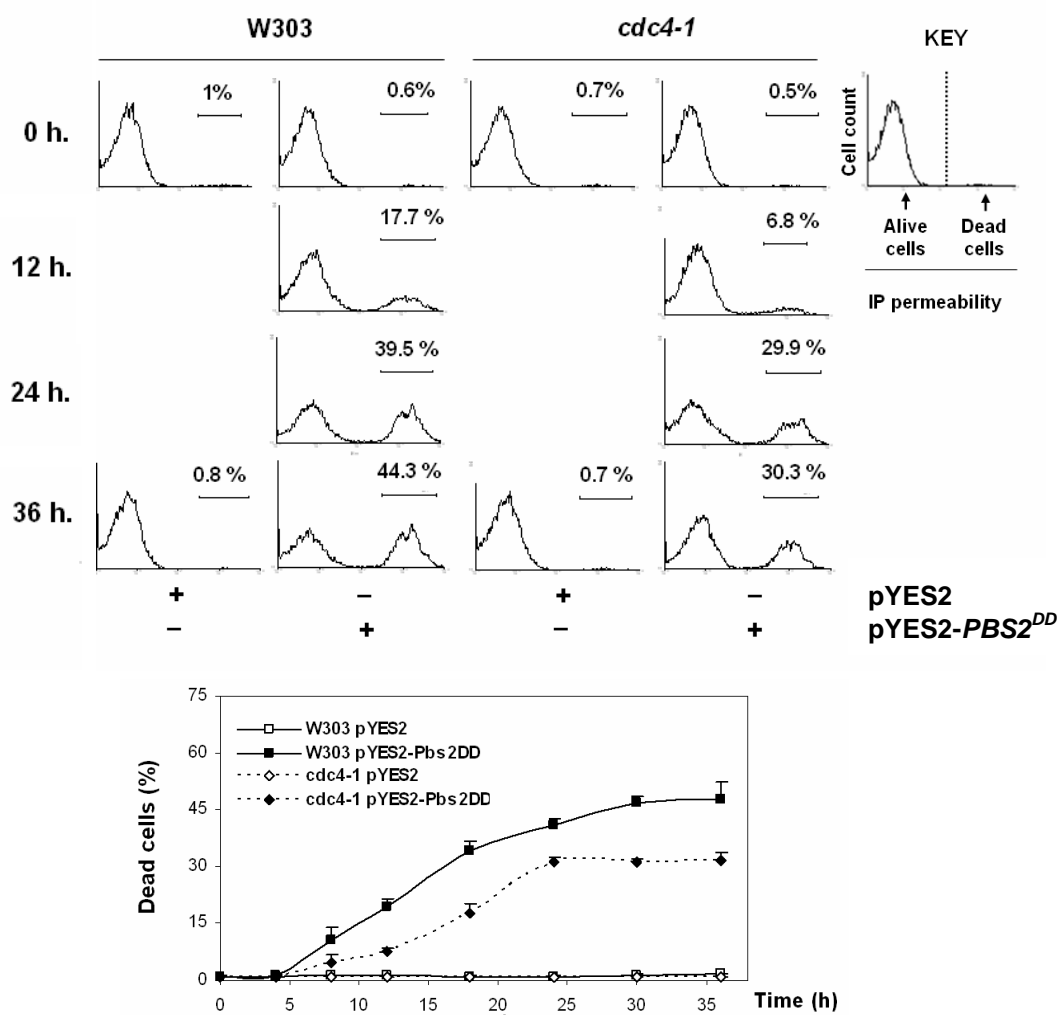 W303 cdc4-1 KEY
0 h. 1% 0.6% 0.7% 0.5%
Cell count
Alive cells
Dead cells
IP permeability
12 h. 17.7 % 6.8 %
24 h. 39.5 % 29.9 %
36 h. 0.8 % 44.3 % 0.7 % 30.3 %
+ – + – pYES2
– + – + pYES2-PBS2DD
75
60
45
30
15
0
Dead cells (%)
W303 pYES2
W303 pYES2-Pbs2DD
cdc4-1 pYES2
cdc4-1 pYES2-Pbs2DD
0 5 10 15 20 25 30 35 Time (h)